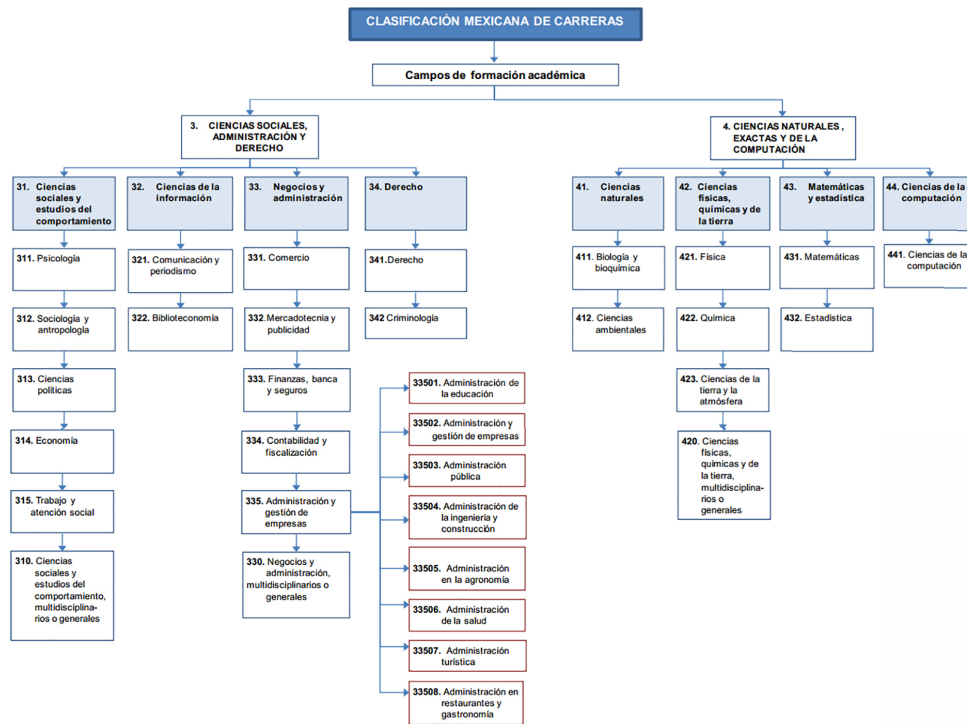 CLASIFICACIÓN MEXICANA DE CARRERAS
Campos de formación académica
3. CIENCIAS SOCIALES,
ADMINISTRACIÓN Y
DERECHO
4. CIENCIAS NATURALES ,
EXACTAS Y DE LA
COMPUTACIÓN
31. Ciencias
sociales y
estudios del
comportamiento
32. Ciencias de la
información
33. Negocios y
administración
34. Derecho
41. Ciencias
naturales
42. Ciencias
físicas,
químicas y de
la tierra
43. Matemáticas
y estadística
44. Ciencias de la
computación
311. Psicología
321. Comunicación y
periodismo
331. Comercio
341. Derecho
411. Biología y
bioquímica
421. Física
431. Matemáticas
441. Ciencias de la
computación
312. Sociología y
antropología
322. Biblioteconomía
332. Mercadotecnia y
publicidad
342 Criminología
412. Ciencias
ambientales
422. Química
432. Estadística
313. Ciencias
políticas
333. Finanzas, banca
y seguros
423. Ciencias de la
tierra y la
atmósfera
314. Economía
334. Contabilidad y
fiscalización
420. Ciencias
físicas,
químicas y de
la tierra,
multidisciplina-
rios o
generales
315. Trabajo y
atención social
335. Administración y
gestión de
empresas
310. Ciencias
sociales y
estudios del
comportamiento,
multidisciplina-
rios o generales
330. Negocios y
administración,
multidisciplinarios o
generales
33501. Administración de
la educación
33502. Administración y
gestión de empresas
33503. Administración
pública
33504. Administración de
la ingeniería y
construcción
33505. Administración
en la agronomía
33506. Administración
de la salud
33507. Administración
turística
33508. Administración en
restaurantes y
gastronomía